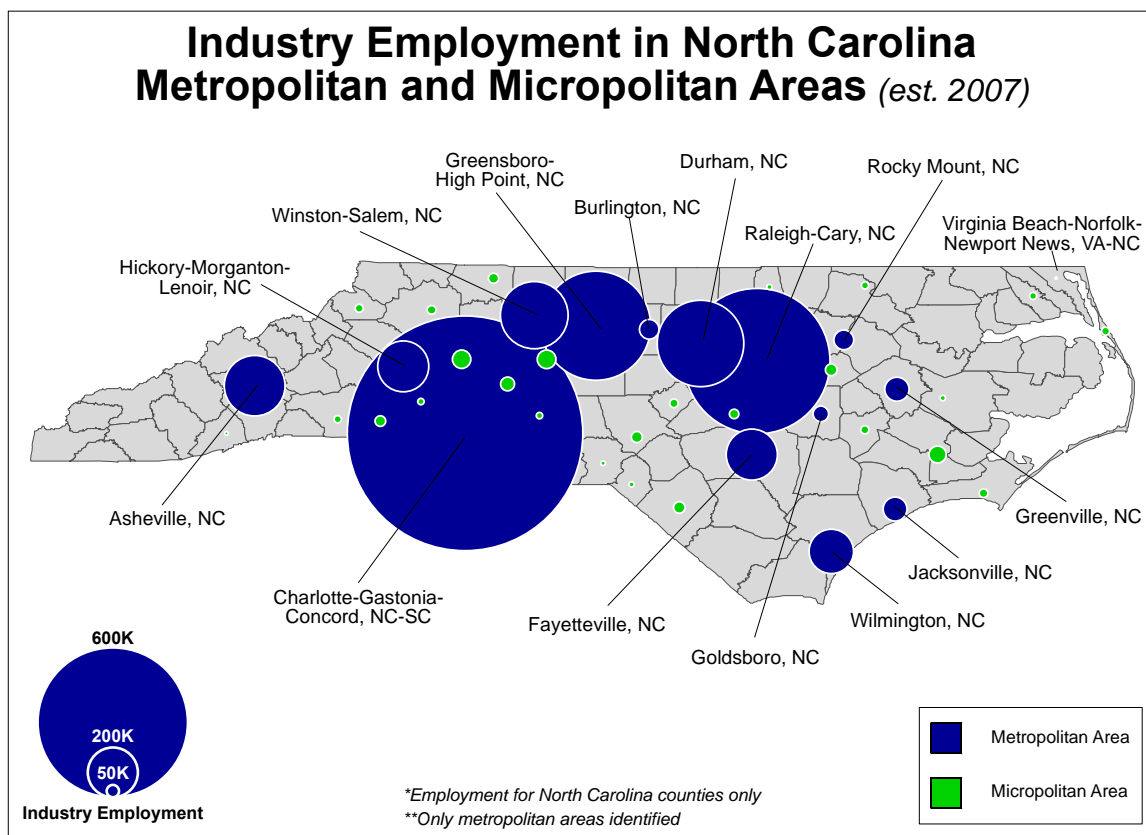 Industry Employment in North Carolina
Metropolitan and Micropolitan Areas (est. 2007)
Greensboro-
High Point, NC
Durham, NC
Rocky Mount, NC
Winston-Salem, NC
Burlington, NC
Raleigh-Cary, NC
Virginia Beach-Norfolk-
Newport News, VA-NC
Hickory-Morganton-
Lenoir, NC
Asheville, NC
Charlotte-Gastonia-
Concord, NC-SC
Fayetteville, NC
Goldsboro, NC
Wilmington, NC
Jacksonville, NC
Greenville, NC
600K
200K
50K
Industry Employment
*Employment for North Carolina counties only
**Only metropolitan areas identified
Metropolitan Area
Micropolitan Area